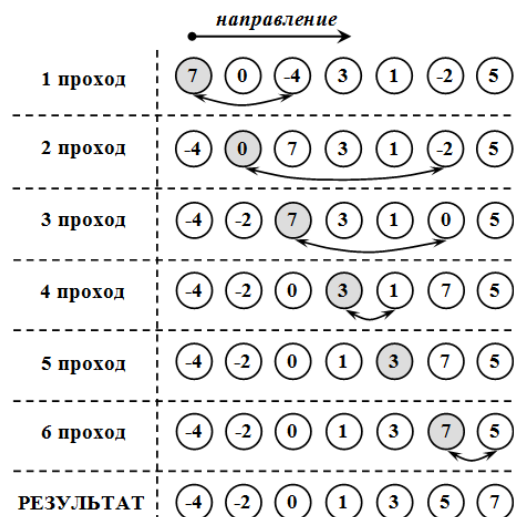 направление
1 проход 7 0 -4 3 1 -2 5
2 проход -4 0 7 3 1 -2 5
3 проход -4 -2 7 3 1 0 5
4 проход -4 -2 0 3 1 7 5
5 проход -4 -2 0 1 3 7 5
6 проход -4 -2 0 1 3 7 5
РЕЗУЛЬТАТ -4 -2 0 1 3 5 7